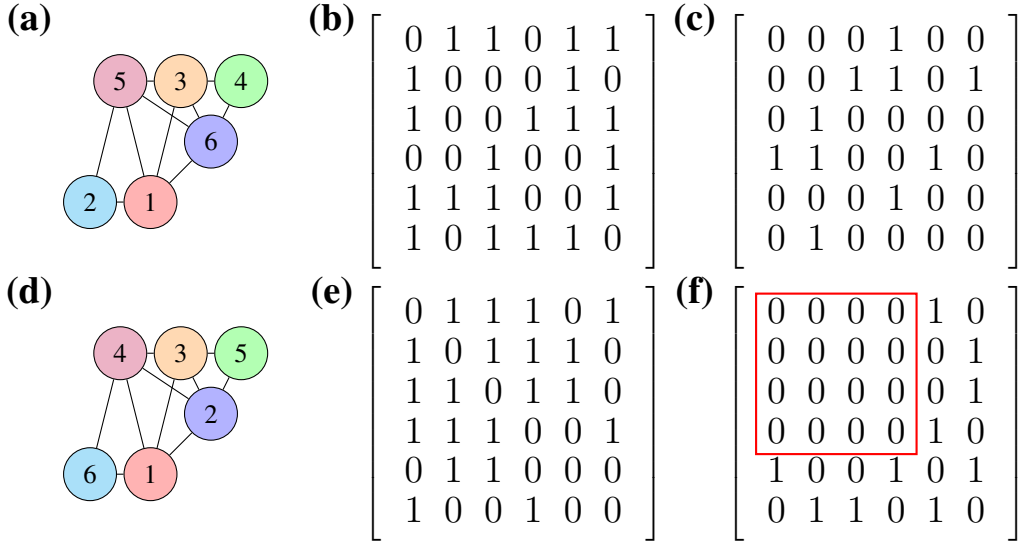 (a)
5 3 4
6
2 1
(b)
0 1 1 0 1 1
1 0 0 0 1 0
1 0 0 1 1 1
0 0 1 0 0 1
1 1 1 0 0 1
1 0 1 1 1 0
(c)
0 0 0 1 0 0
0 0 1 1 0 1
0 1 0 0 0 0
1 1 0 0 1 0
0 0 0 1 0 0
0 1 0 0 0 0
(d)
4 3 5
2
6 1
(e)
0 1 1 1 0 1
1 0 1 1 1 0
1 1 0 1 1 0
1 1 1 0 0 1
0 1 1 0 0 0
1 0 0 1 0 0
(f)
0 0 0 0 1 0
0 0 0 0 0 1
0 0 0 0 0 1
0 0 0 0 1 0
1 0 0 1 0 1
0 1 1 0 1 0